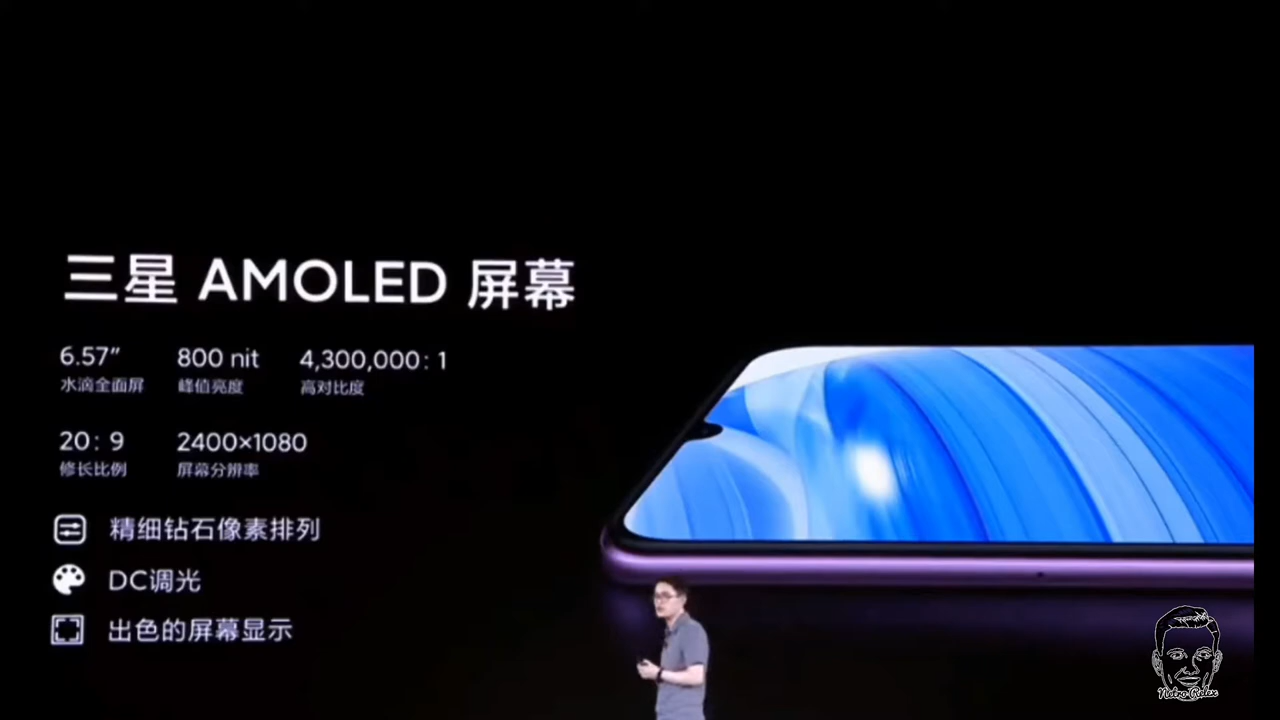 三星 AMOLED 屏幕
6.57″ 800 nit 4,300,000:1
水滴全面屏 峰值亮度 高对比度
20:9 2400×1080
修长比例 屏幕分辨率
精细钻石像素排列
DC调光
出色的屏幕显示